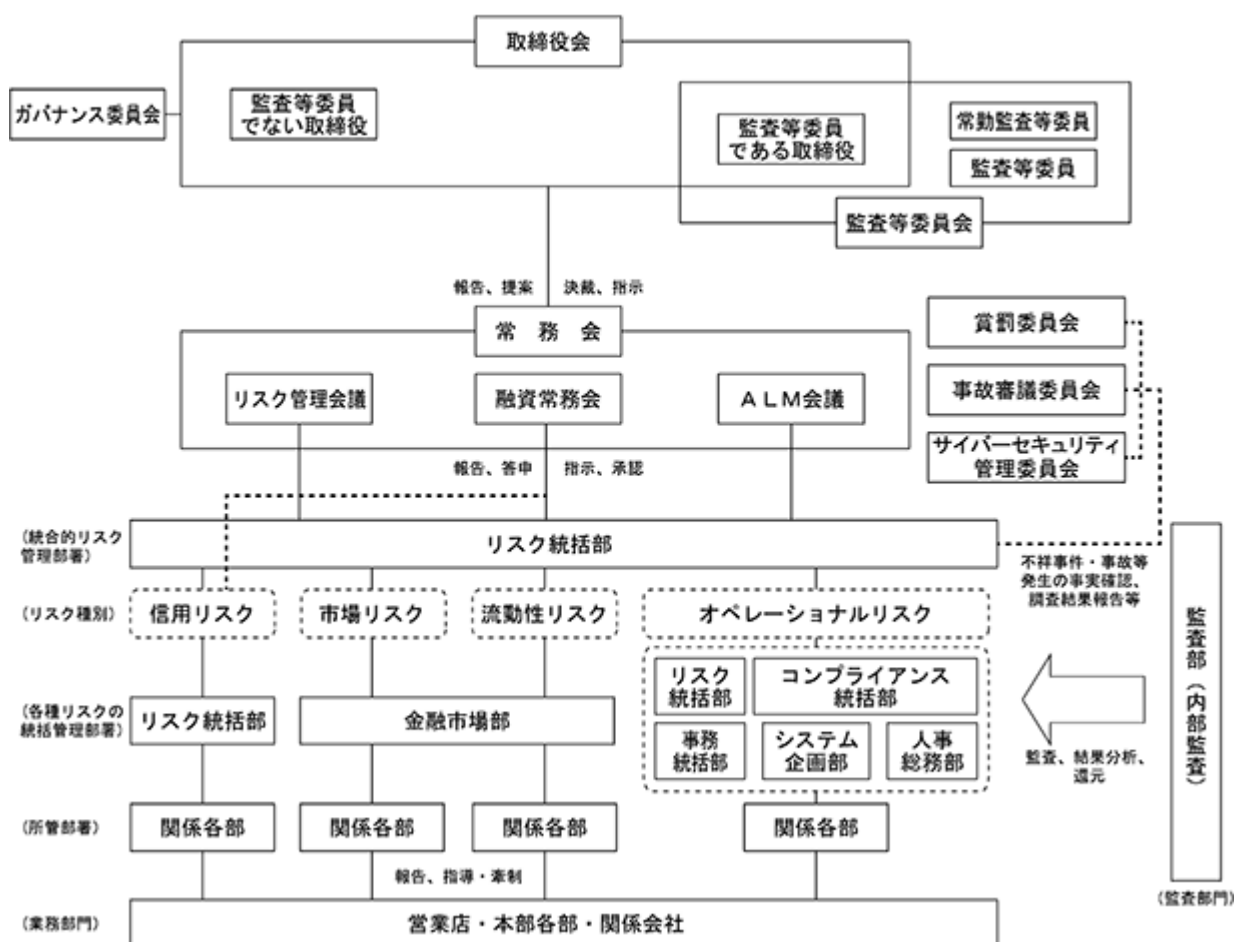 取締役会
ガバナンス委員会
監査等委員
でない取締役
監査等委員
である取締役
常勤監査等委員
監査等委員
監査等委員会
報告、提案
決裁、指示
常　務　会
リスク管理会議
融資常務会
ＡＬＭ会議
賞罰委員会
事故審議委員会
サイバーセキュリティ
管理委員会
報告、答申
指示、承認
(統合的リスク
管理部署)
リスク統括部
不祥事件・事故等
発生の事実確認、
調査結果報告等
(リスク種別)
信用リスク
市場リスク
流動性リスク
オペレーショナルリスク
(各種リスクの
統括管理部署)
リスク統括部
金融市場部
リスク
統括部
コンプライアンス
統括部
事務
統括部
システム
企画部
人事
総務部
監査、結果分析、
還元
監査部（内部監査）
(監査部門)
(所管部署)
関係各部
関係各部
関係各部
関係各部
報告、指導・牽制
(業務部門)
営業店・本部各部・関係会社